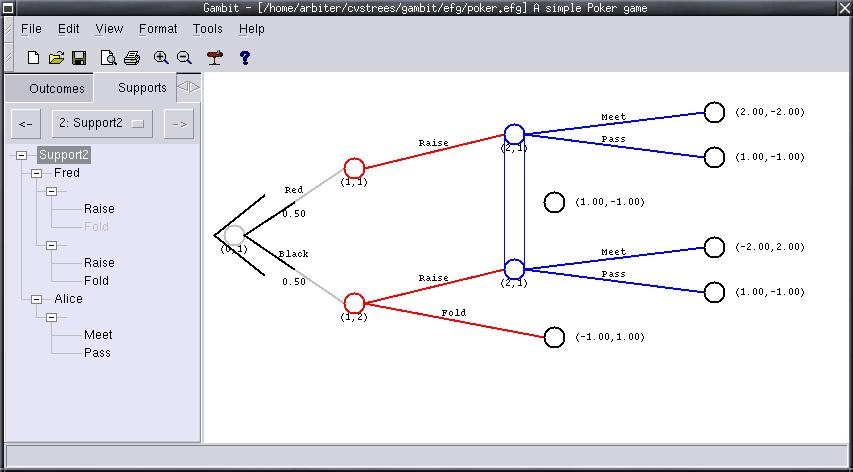 Gambit - [/home/arbiter/cvstrees/gambit/efg/poker.efg] A simple Poker game
File Edit View Format Tools Help
Outcomes Supports
<-- 2: Support2 -->
Support2
Fred
Raise
Fold
Raise
Fold
Alice
Meet
Pass
(0,1)
Red
0.50
Black
0.50
(1,1)
Raise
(2,1)
Meet
(2.00,-2.00)
Pass
(1.00,-1.00)
(1.00,-1.00)
(1,2)
Raise
(2,1)
Meet
(-2.00,2.00)
Pass
(1.00,-1.00)
Fold
(-1.00,1.00)